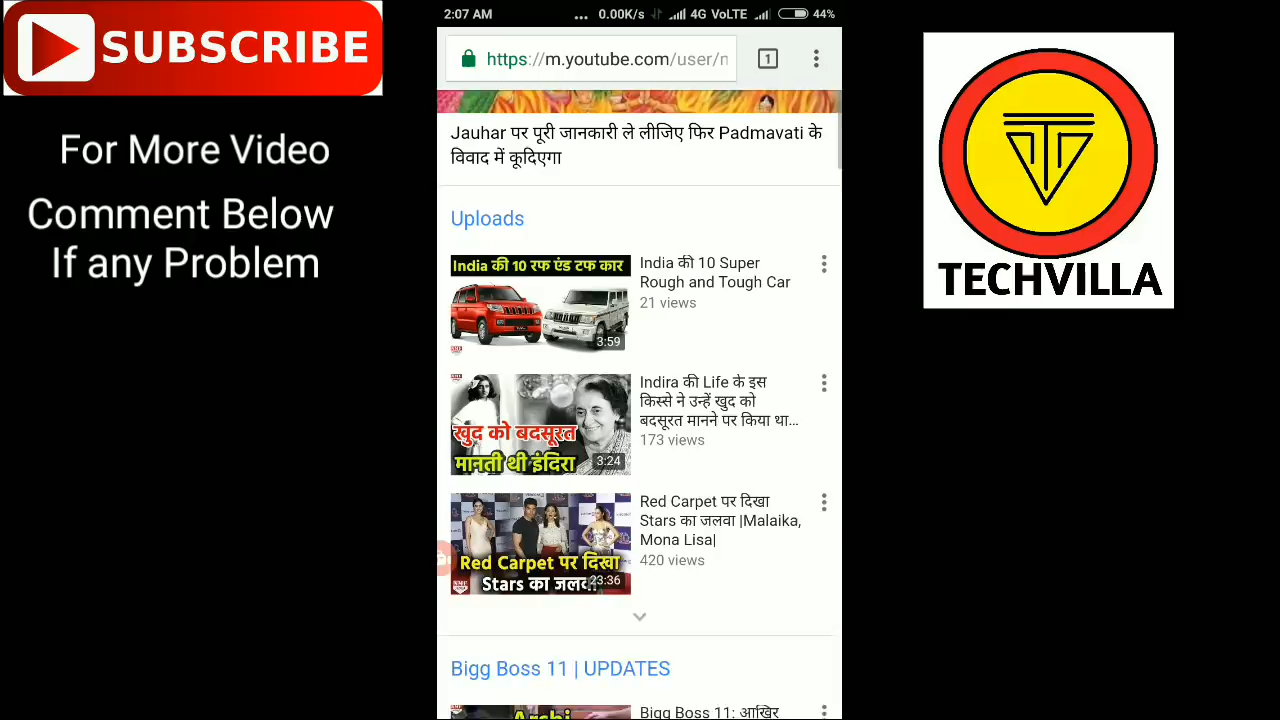 SUBSCRIBE
For More Video
Comment Below
If any Problem
2:07 AM
... 0.00K/s 4G VoLTE 44%
https://m.youtube.com/user/n
1
Jauhar पर पूरी जानकारी ले लीजिए फिर Padmavati के
विवाद में कूदिएगा
Uploads
India की 10 रफ एंड टफ कार
3:59
India की 10 Super
Rough and Tough Car
21 views
खुद को बदसूरत
मानती थी इंदिरा
3:24
Indira की Life के इस
किस्से ने उन्हें खुद को
बदसूरत मानने पर किया था...
173 views
Red Carpet पर दिखा
Stars का जलवा
23:36
Red Carpet पर दिखा
Stars का जलवा |Malaika,
Mona Lisa|
420 views
Bigg Boss 11 | UPDATES
Arshi
Bigg Boss 11: आखिर
TECHVILLA